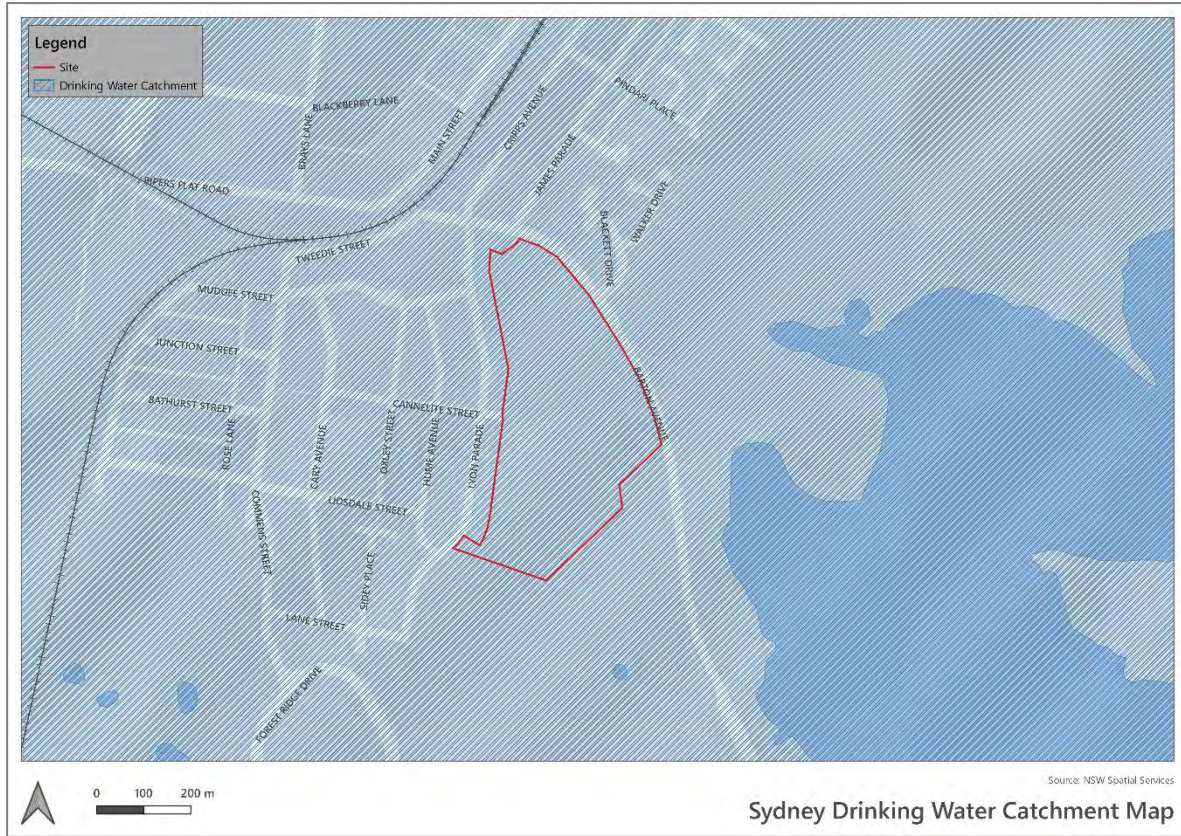 Legend
Site
Drinking Water Catchment
BLACKBERRY LANE
BRAYS LANE
MAIN STREET
CRIPPS AVENUE
PINDARI PLACE
JAMES PARADE
PIPERS FLAT ROAD
WALKER DRIVE
BLACKETT DRIVE
TWEEDIE STREET
MUDGEE STREET
JUNCTION STREET
BARTON AVENUE
BATHURST STREET
CANNELITE STREET
ROSE LANE
CARY AVENUE
OXLEY STREET
HUME AVENUE
LYON PARADE
LIDSDALE STREET
COMMENS STREET
SIDEY PLACE
LANE STREET
FOREST RIDGE DRIVE
0 100 200 m
Source: NSW Spatial Services
Sydney Drinking Water Catchment Map